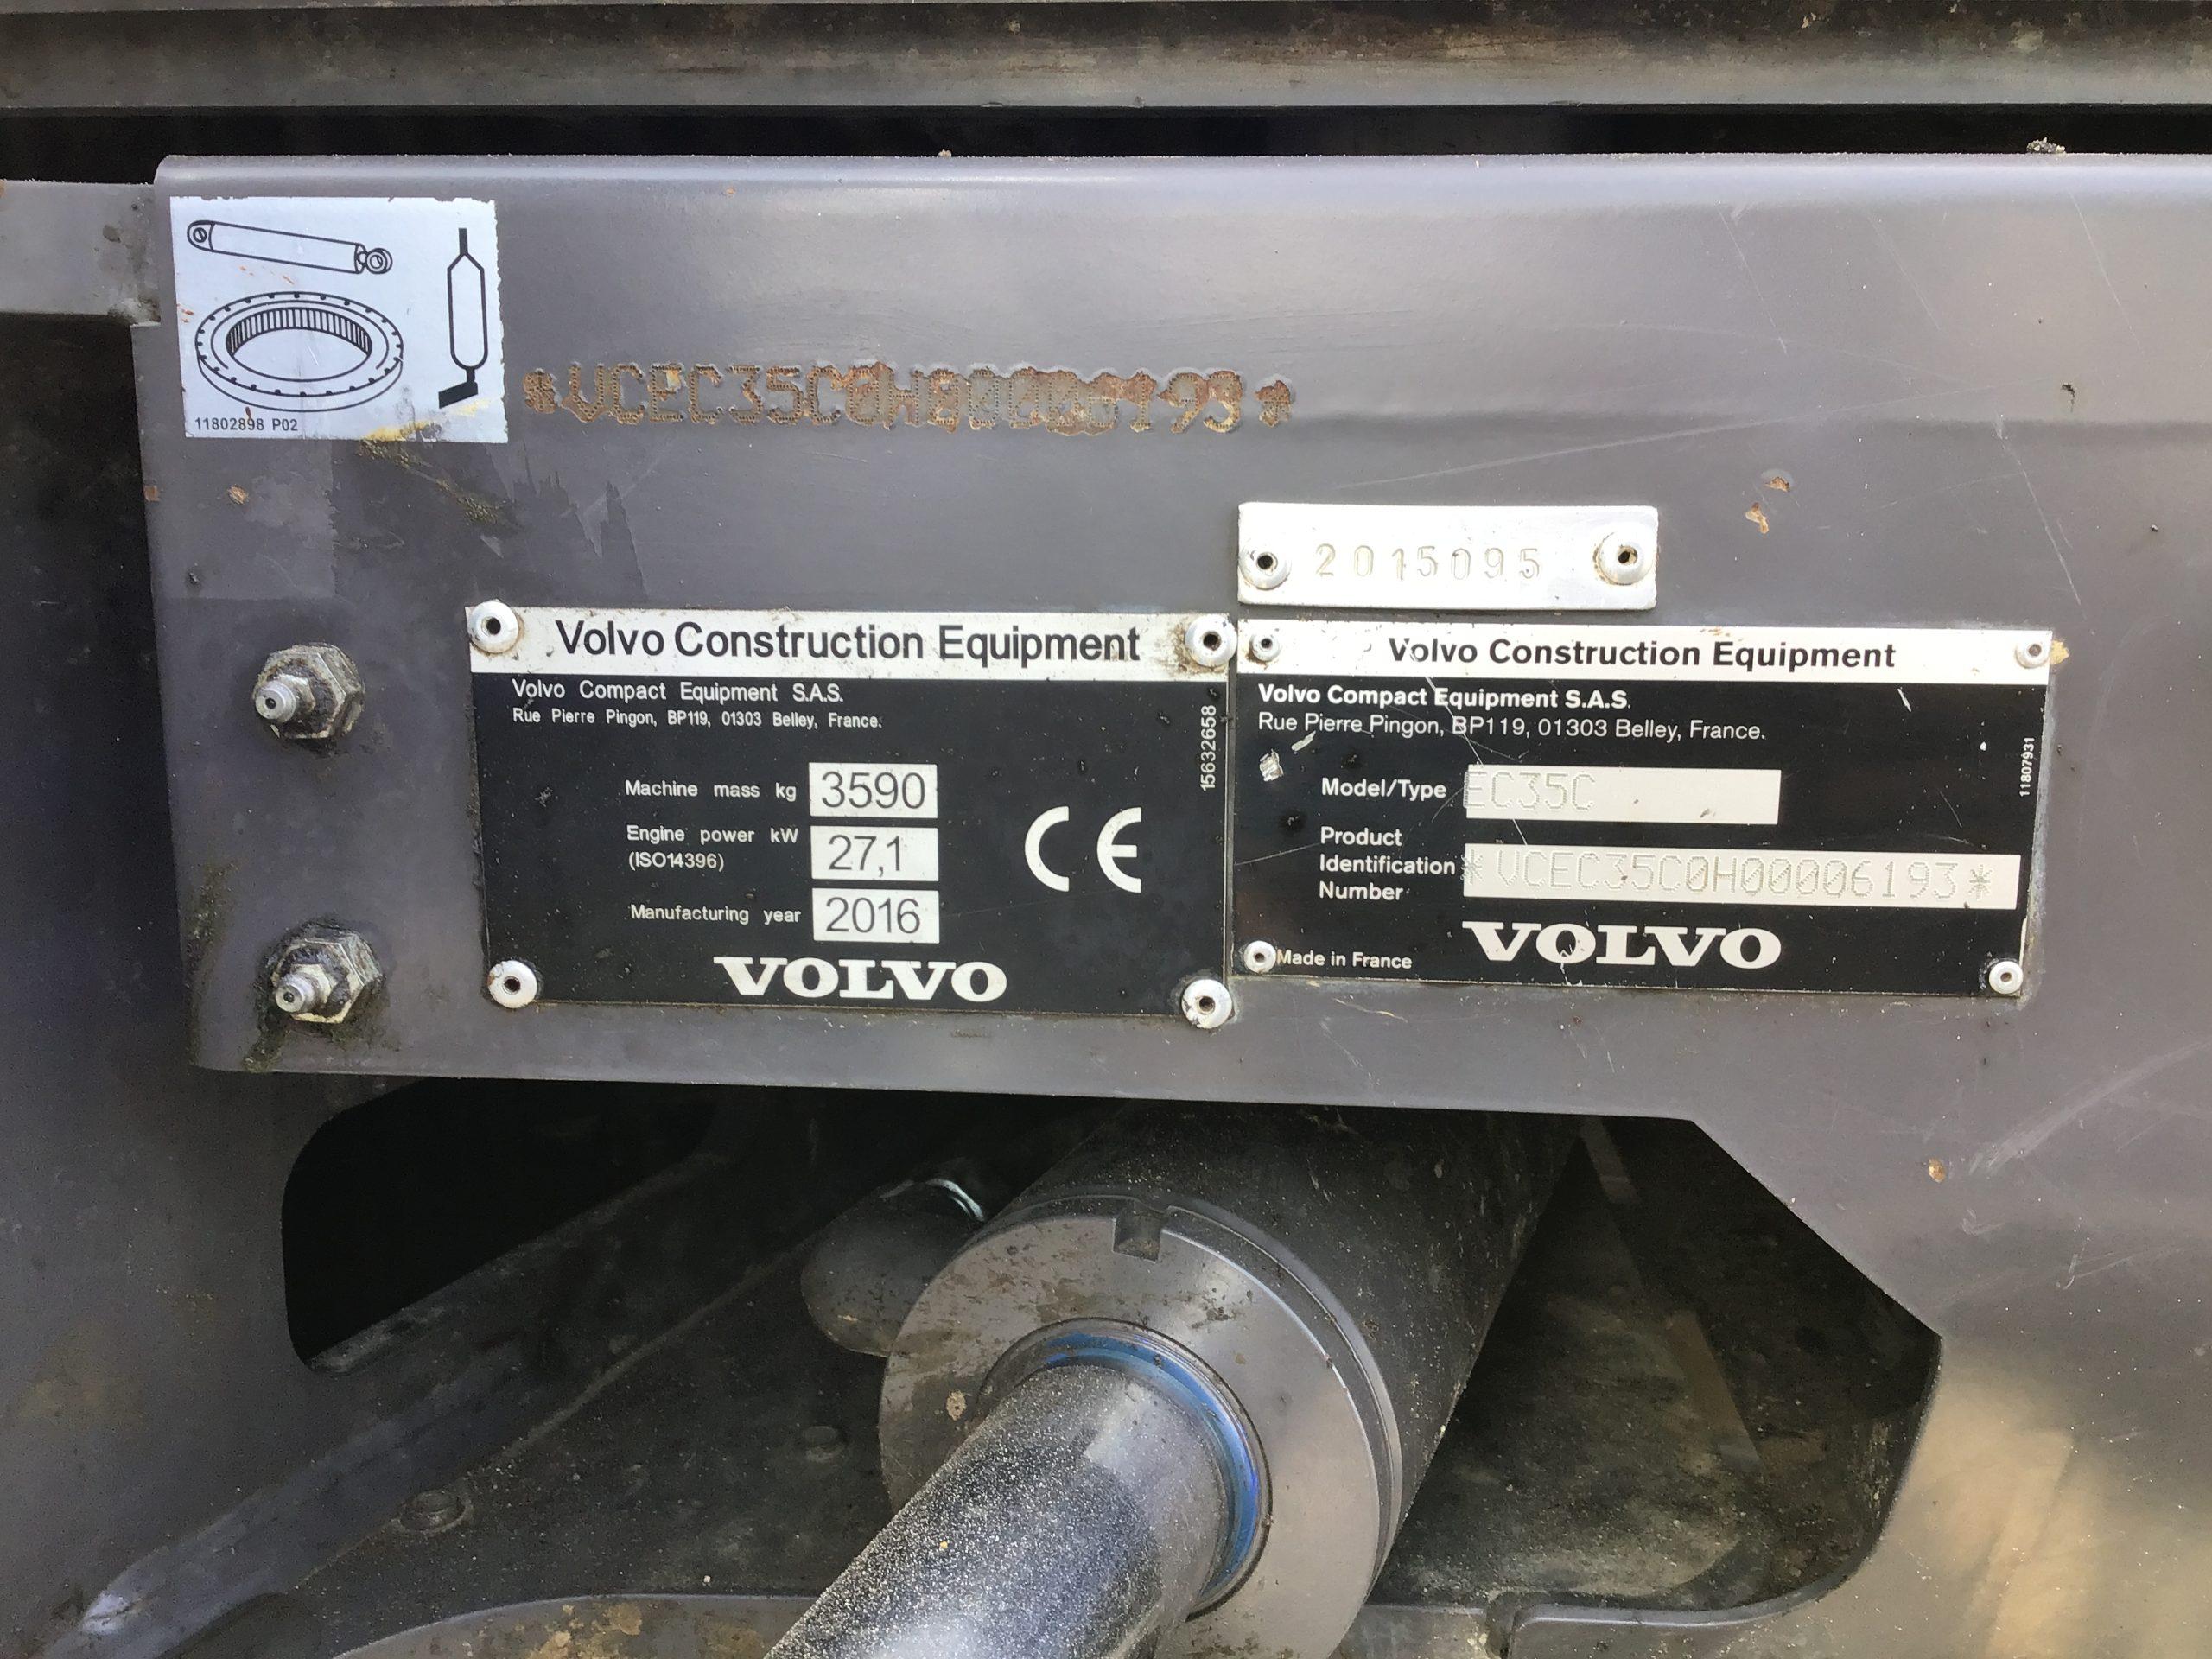 11802898 P02
*VCEC35C0H00006193*
2015095
Volvo Construction Equipment
Volvo Compact Equipment S.A.S.
Rue Pierre Pingon, BP119, 01303 Belley, France.
15632658
Machine mass kg 3590
Engine power kW 27,1
(ISO14396)
Manufacturing year 2016
CE
VOLVO
Volvo Construction Equipment
Volvo Compact Equipment S.A.S.
Rue Pierre Pingon, BP119, 01303 Belley, France.
11807931
Model/Type EC35C
Product
Identification *VCEC35C0H00006193*
Number
Made in France
VOLVO